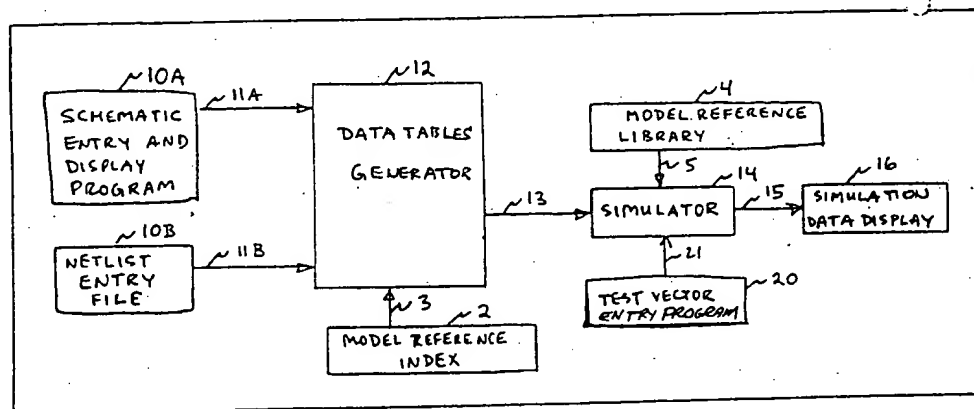 10A
SCHEMATIC
ENTRY AND
DISPLAY
PROGRAM
11A
12
DATA TABLES
GENERATOR
10B
NETLIST
ENTRY
FILE
11B
3
2
MODEL REFERENCE
INDEX
13
4
MODEL REFERENCE
LIBRARY
5
14
SIMULATOR
15
16
SIMULATION
DATA DISPLAY
21
20
TEST VECTOR
ENTRY PROGRAM